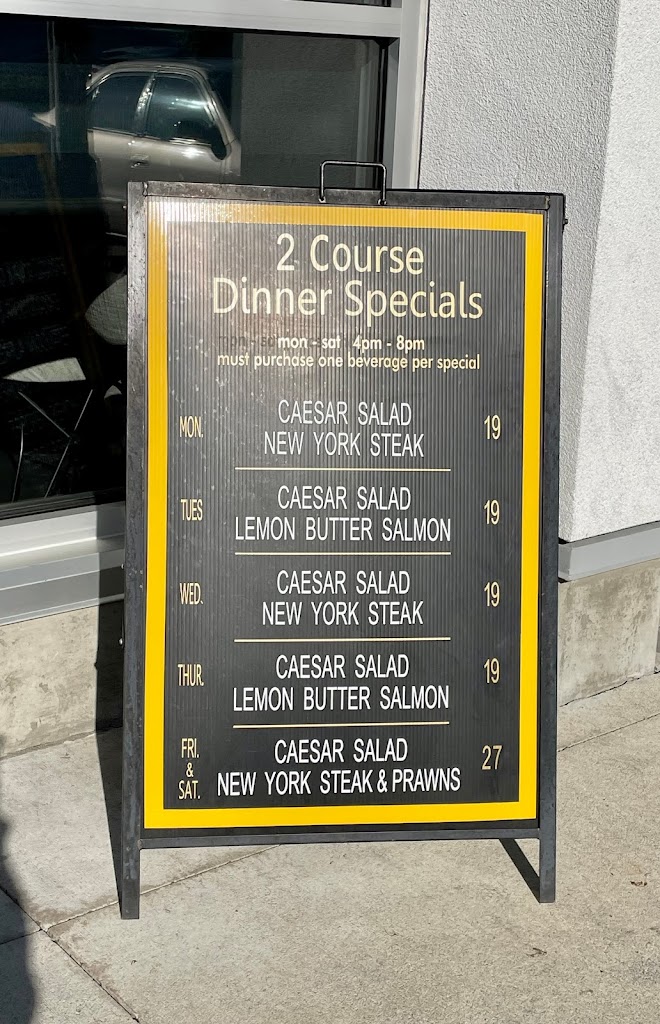 2 Course
Dinner Specials
mon - sat 4pm - 8pm
must purchase one beverage per special
MON. CAESAR SALAD 19
NEW YORK STEAK
TUES CAESAR SALAD 19
LEMON BUTTER SALMON
WED. CAESAR SALAD 19
NEW YORK STEAK
THUR. CAESAR SALAD 19
LEMON BUTTER SALMON
FRI. & SAT. CAESAR SALAD 27
NEW YORK STEAK & PRAWNS